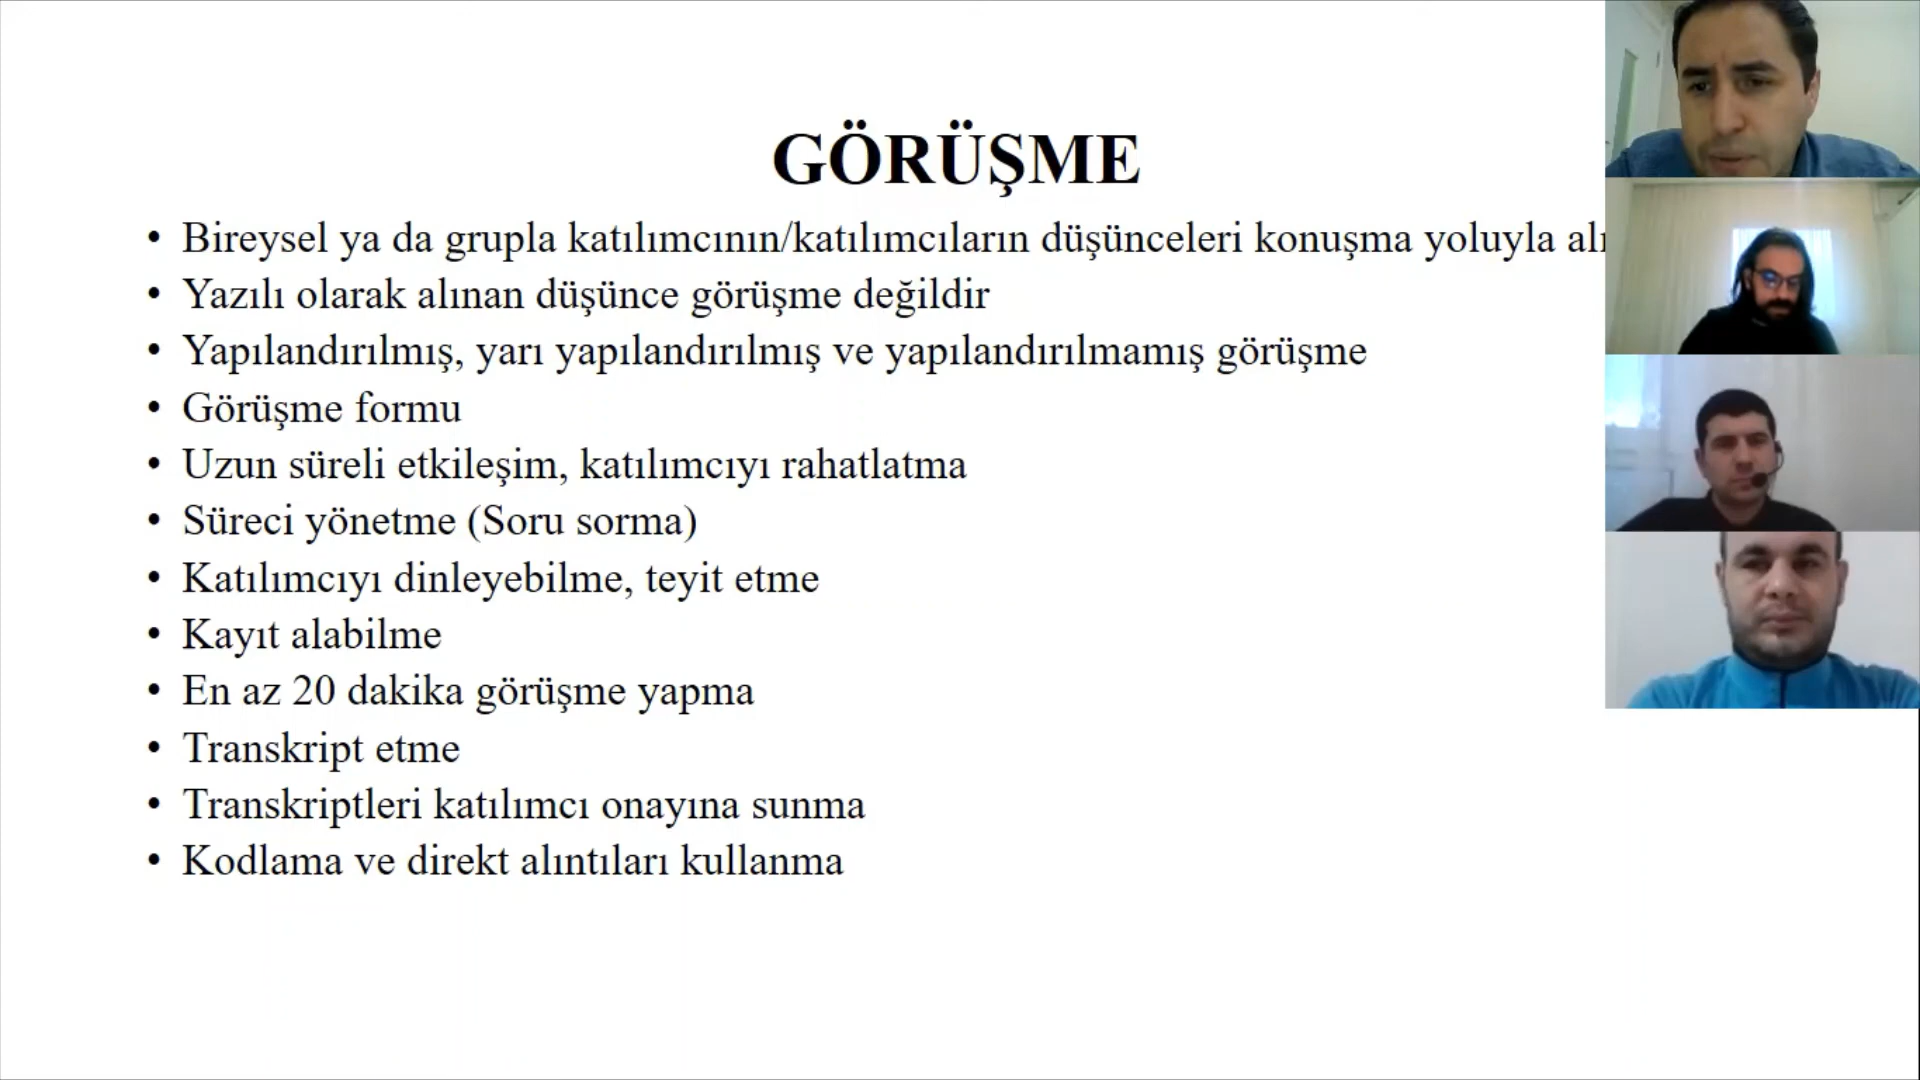 GÖRÜŞME
• Bireysel ya da grupla katılımcının/katılımcıların düşünceleri konuşma yoluyla
• Yazılı olarak alınan düşünce görüşme değildir
• Yapılandırılmış, yarı yapılandırılmış ve yapılandırılmamış görüşme
• Görüşme formu
• Uzun süreli etkileşim, katılımcıyı rahatlatma
• Süreci yönetme (Soru sorma)
• Katılımcıyı dinleyebilme, teyit etme
• Kayıt alabilme
• En az 20 dakika görüşme yapma
• Transkript etme
• Transkriptleri katılımcı onayına sunma
• Kodlama ve direkt alıntıları kullanma